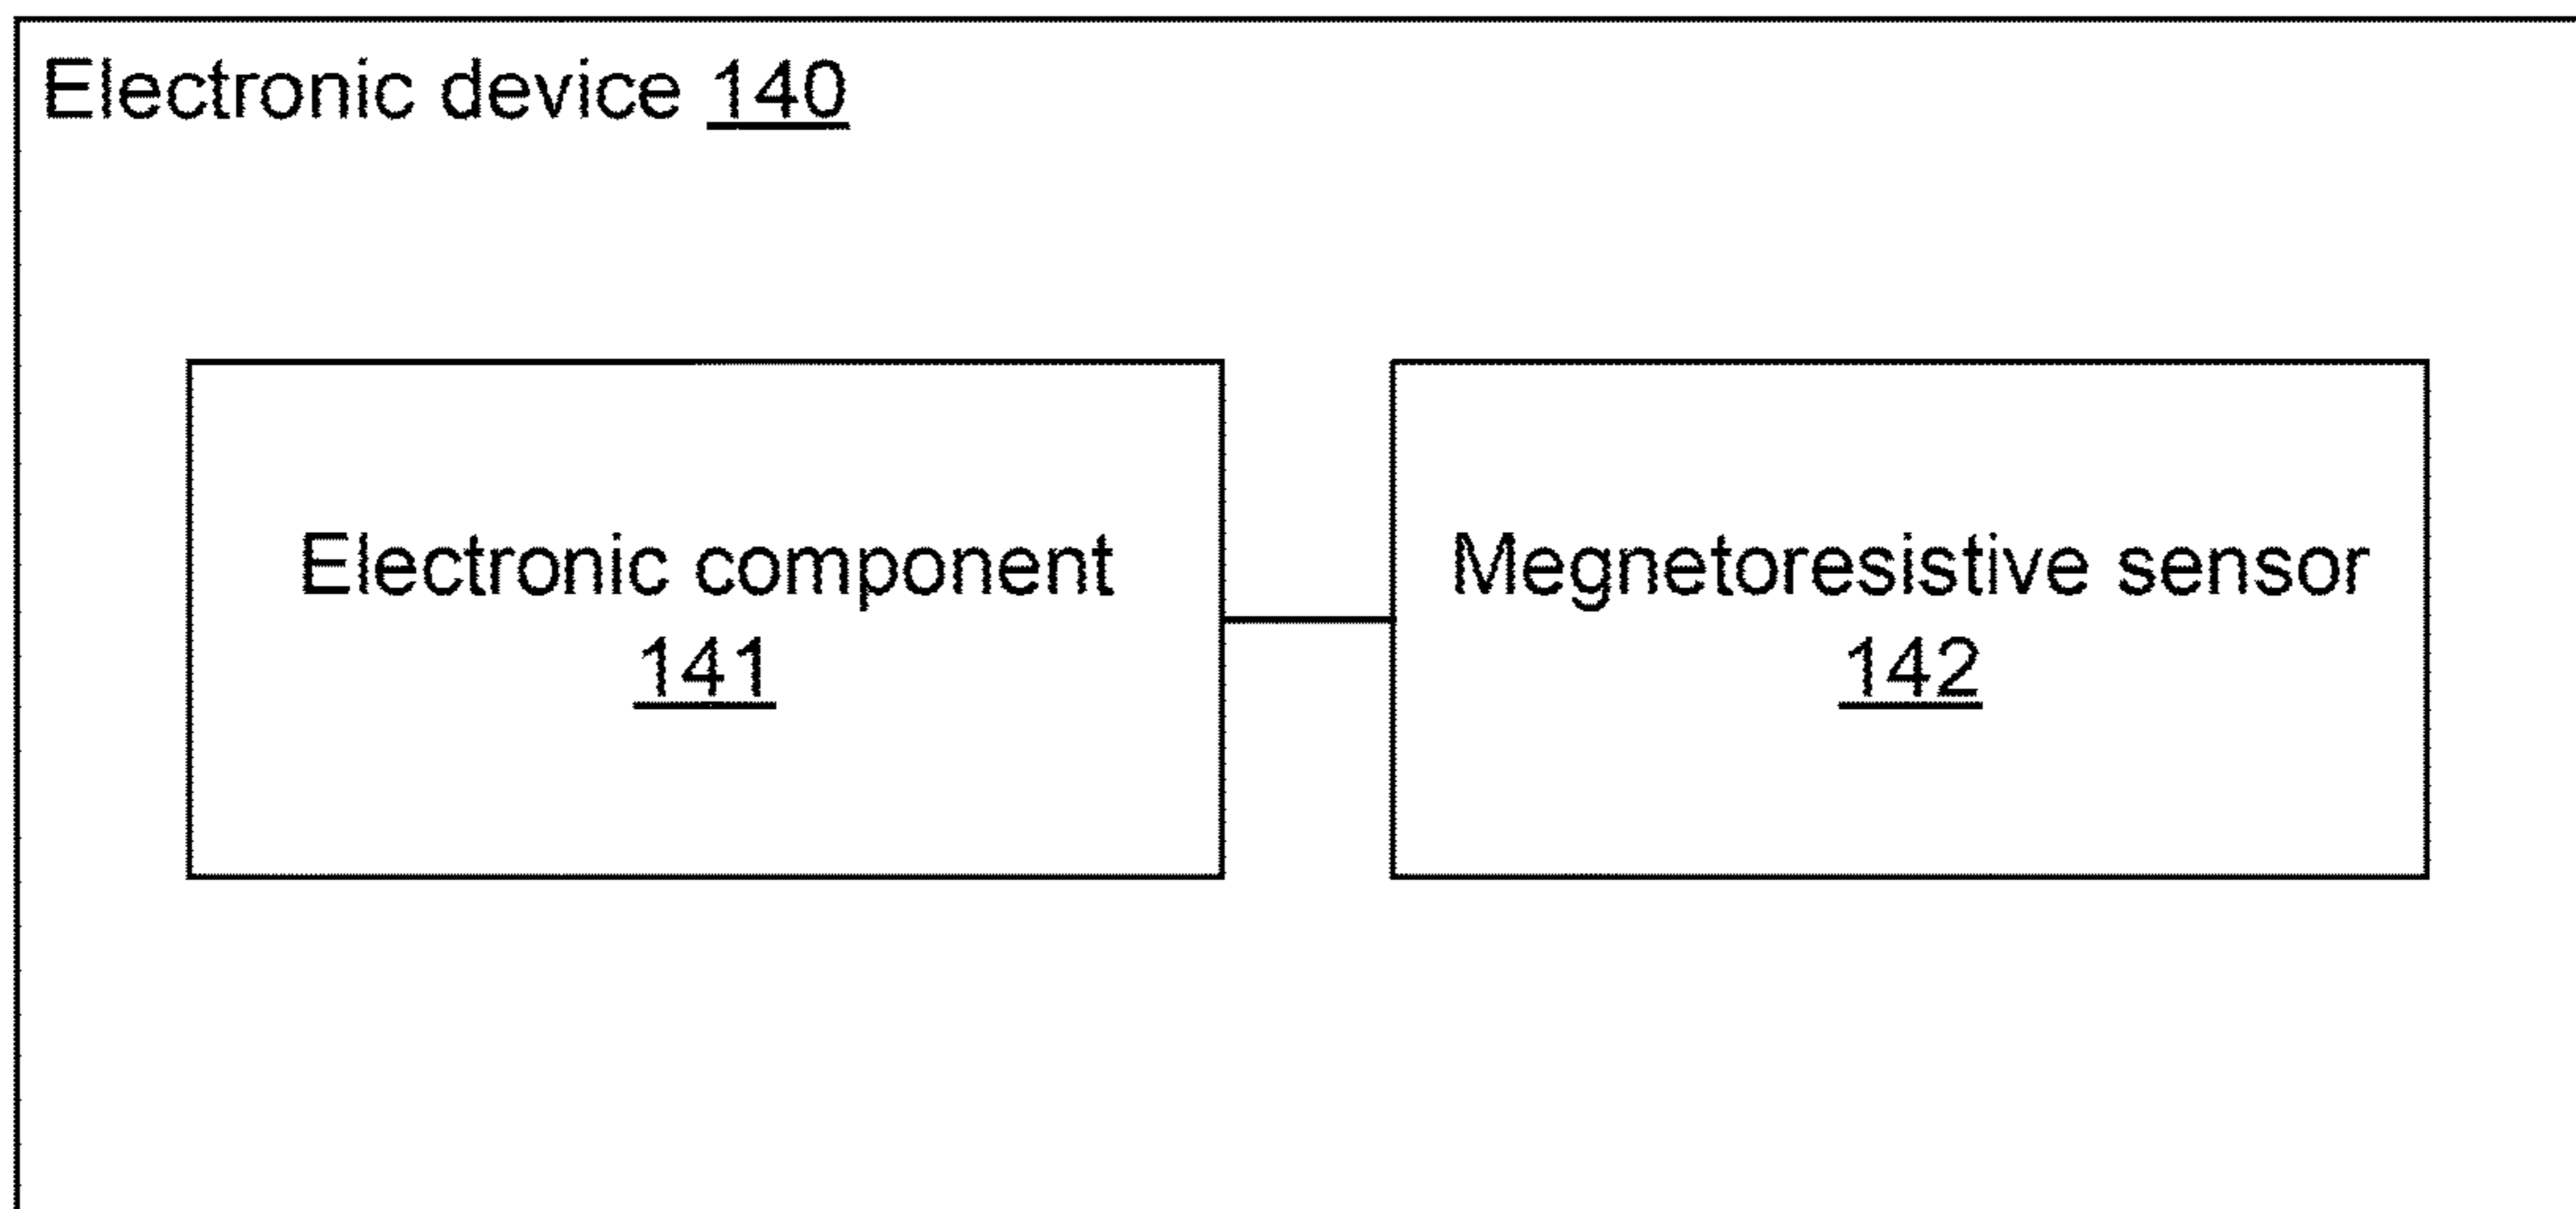 Electronic device 140
Electronic component
141
Megnetoresistive sensor
142